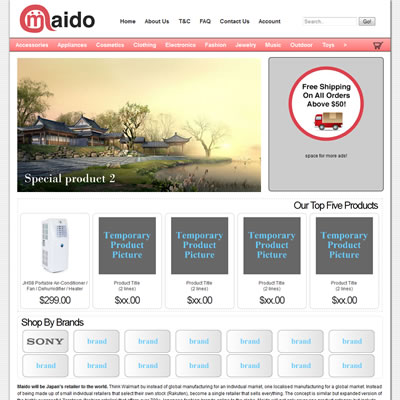 maido
Home About Us T&C FAQ Contact Us Account
Search... Go!
Accessories Appliances Cosmetics Clothing Electronics Fashion Jewelry Music Outdoor Toys »
Free Shipping
On All Orders
Above $50!
space for more ads!
Special product 2
Our Top Five Products
Temporary Product Picture
Temporary Product Picture
Temporary Product Picture
Temporary Product Picture
JHS8 Portable Air-Conditioner / Fan / Dehumidifier / Heater
Product Title (2 lines)
Product Title (2 lines)
Product Title (2 lines)
Product Title (2 lines)
$299.00 $xx.00 $xx.00 $xx.00 $xx.00
Shop By Brands
SONY brand brand brand brand brand brand
brand brand brand brand brand brand brand
Maido will be Japan's retailer to the world. Think Walmart but instead of global manufacturing for an individual market, one localised manufacturing for a global market. Instead
of being made up of small individual retailers that select their own stock (Rakuten), become a single retailer that sells everything. The concept is similar but expanded version of